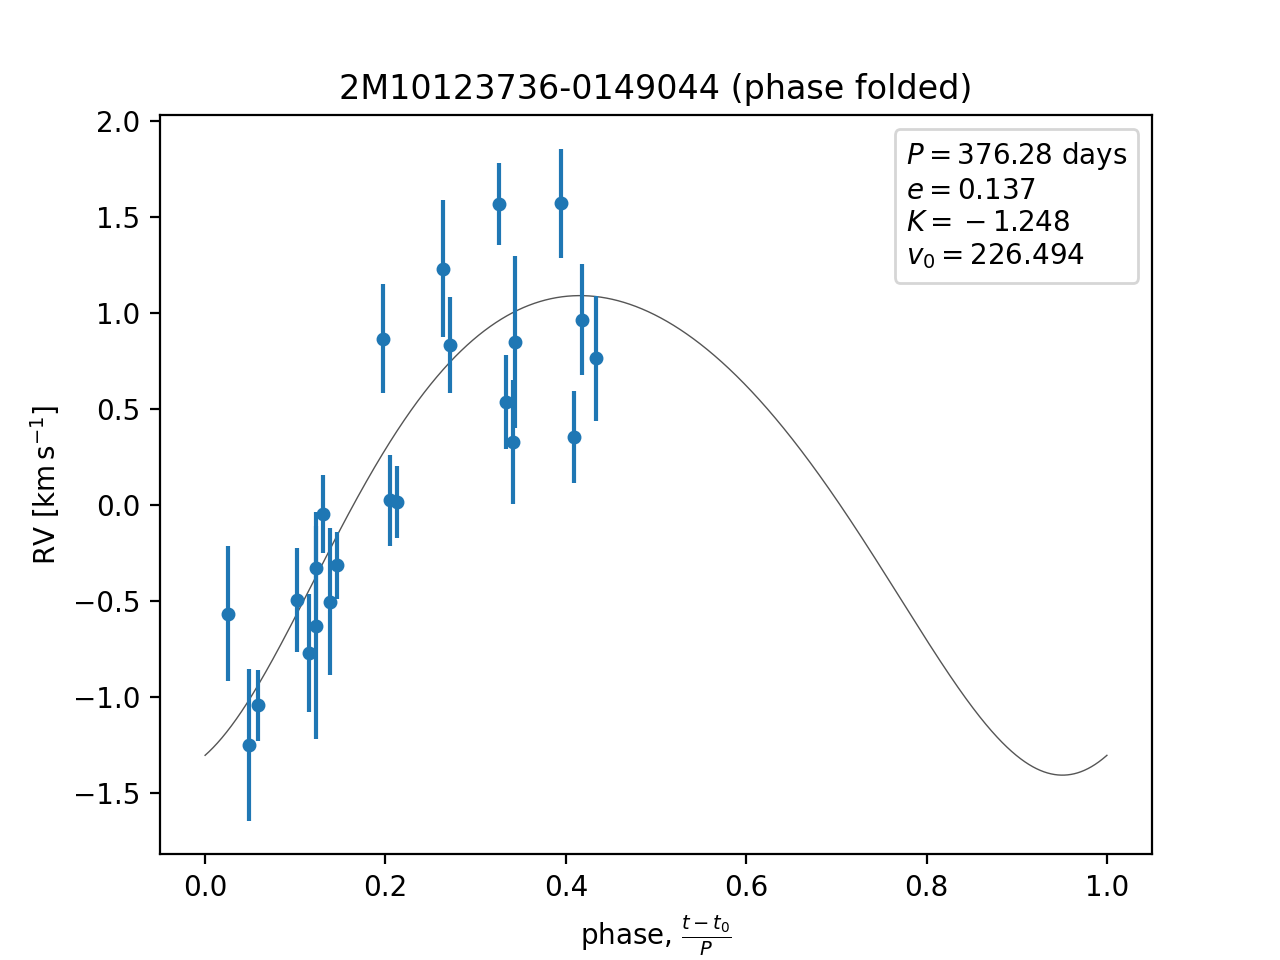 2M10123736-0149044 (phase folded)
P = 376.28 days
e = 0.137
K = −1.248
v₀ = 226.494
RV [km s⁻¹]
2.0
1.5
1.0
0.5
0.0
−0.5
−1.0
−1.5
0.0 0.2 0.4 0.6 0.8 1.0
phase, (t − t₀)/P